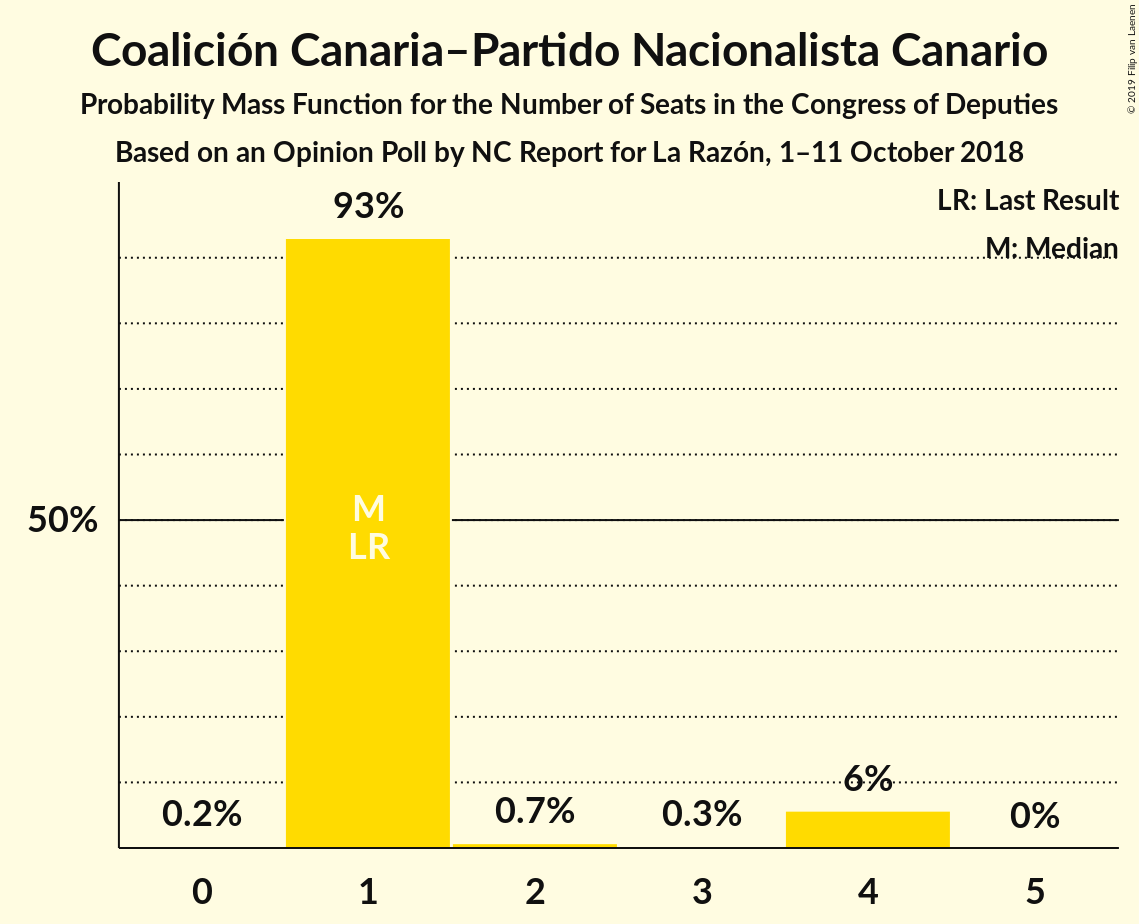 Coalición Canaria–Partido Nacionalista Canario
Probability Mass Function for the Number of Seats in the Congress of Deputies
Based on an Opinion Poll by NC Report for La Razón, 1–11 October 2018
© 2019 Filip van Laenen
LR: Last Result
M: Median
93%
50%
M
LR
0.2%
0.7%
0.3%
6%
0%
0 1 2 3 4 5